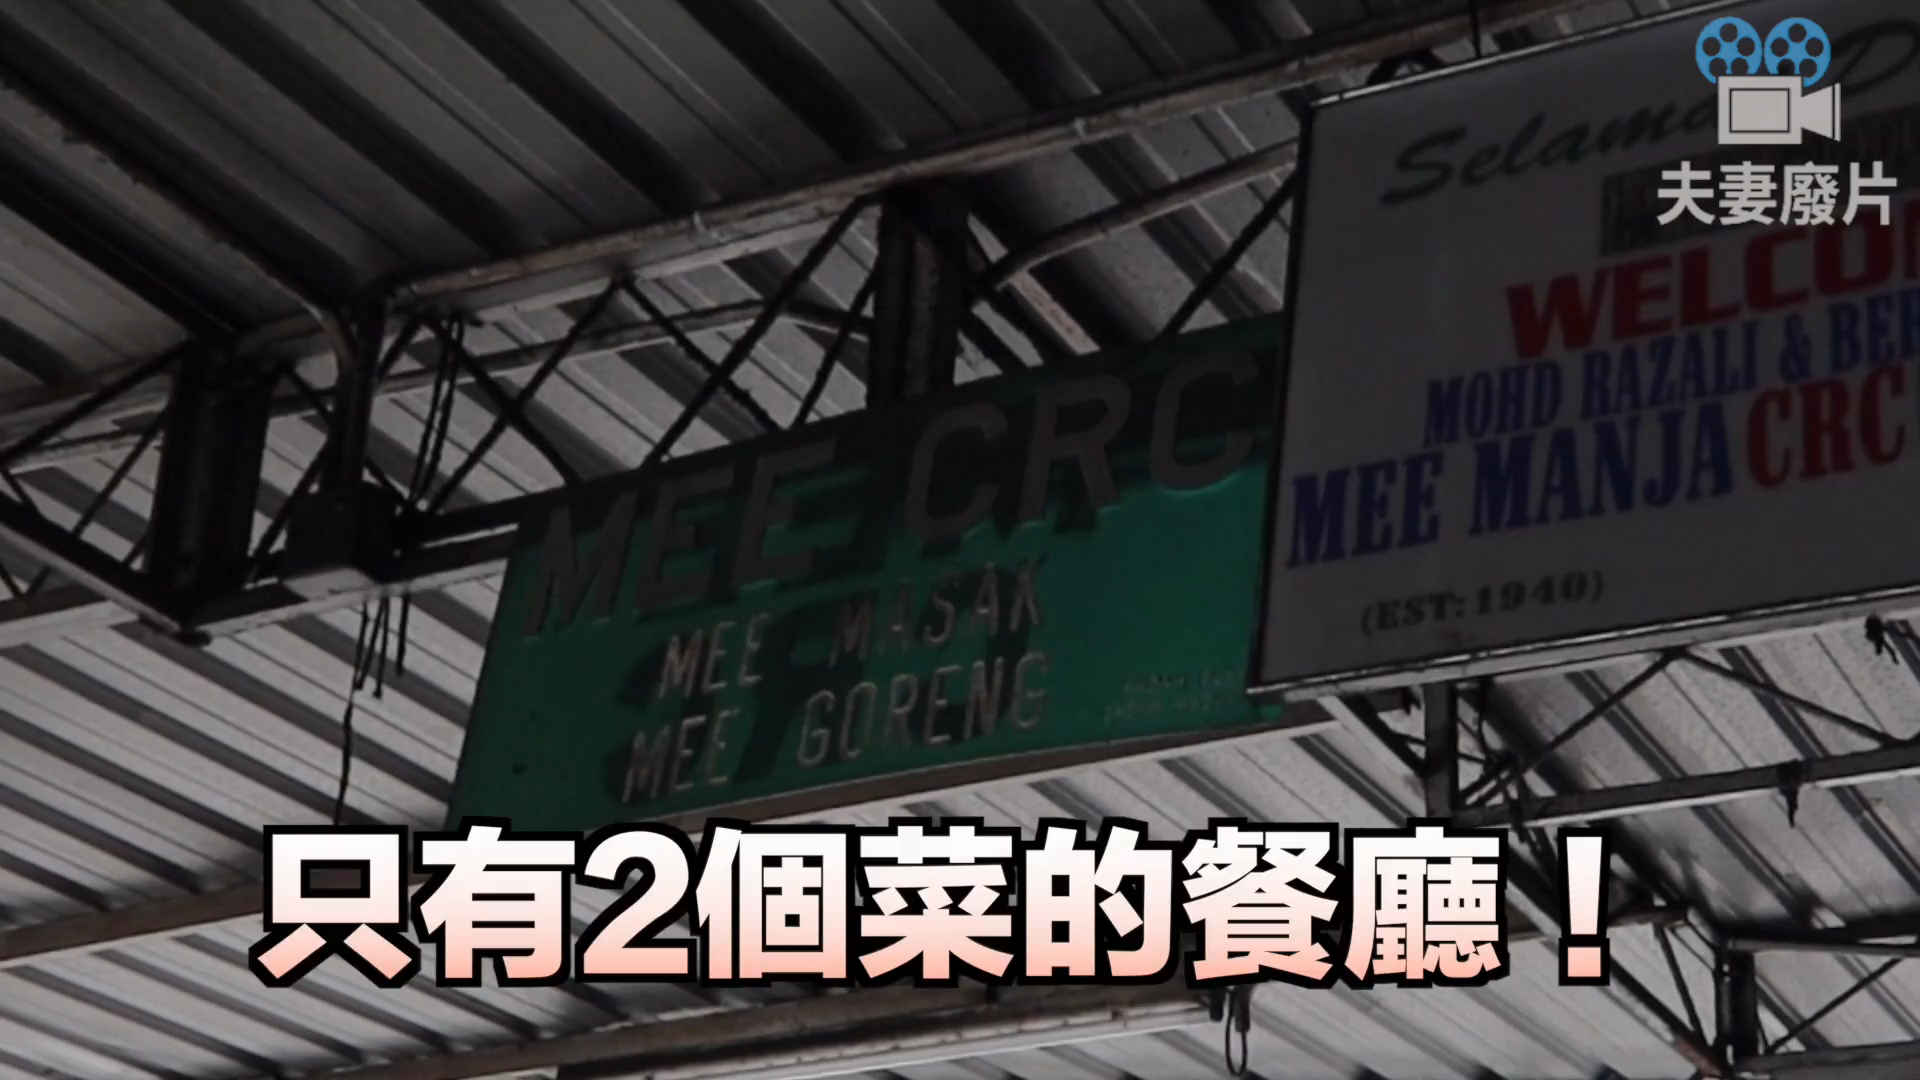 夫妻廢片
WELCOM
MOHD RAZALI & BER
MEE MANJA CRC
(EST: 1940)
MEE CRC
MEE MASAK
MEE GORENG
只有2個菜的餐廳!